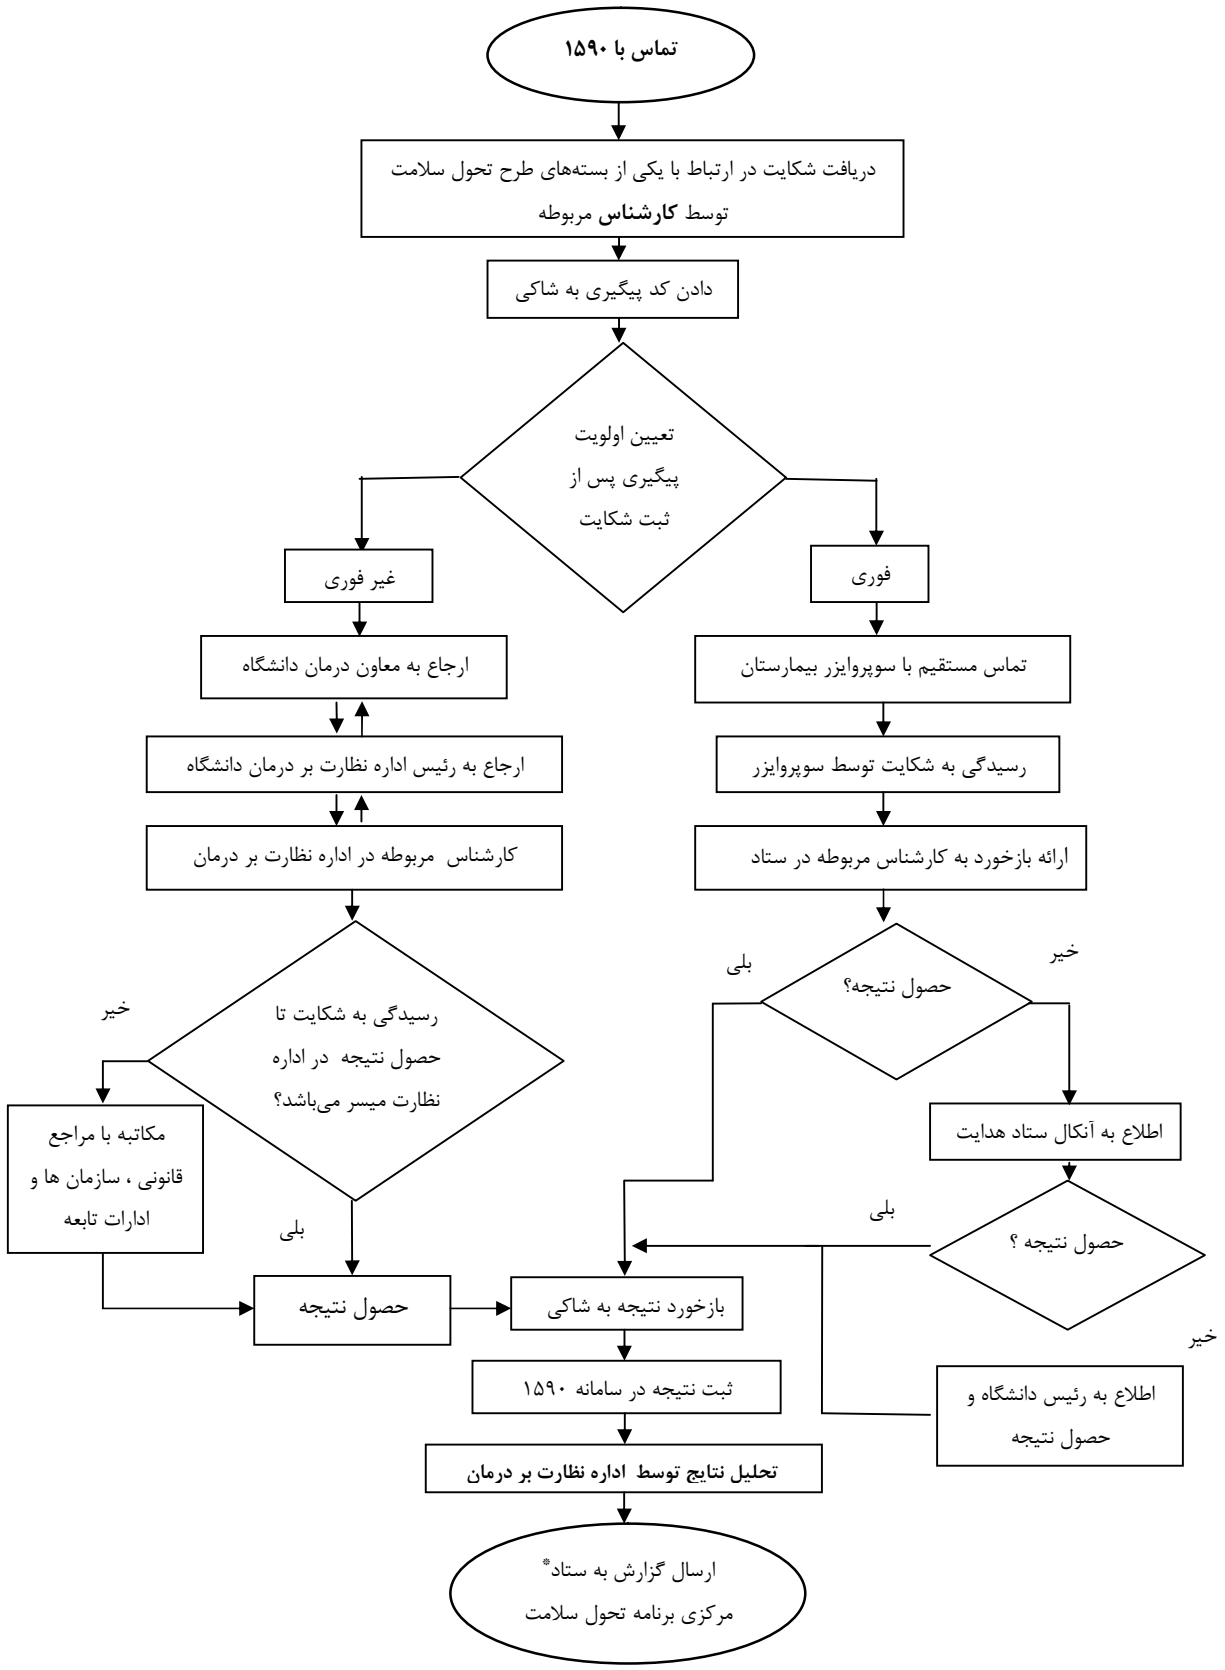 تماس با ۱۵۹۰
دریافت شکایت در ارتباط با یکی از بسته‌های طرح تحول سلامت
توسط کارشناس مربوطه
دادن کد پیگیری به شاکی
تعیین اولویت
پیگیری پس از
ثبت شکایت
فوری
غیر فوری
تماس مستقیم با سوپروایزر بیمارستان
ارجاع به معاون درمان دانشگاه
رسیدگی به شکایت توسط سوپروایزر
ارجاع به رئیس اداره نظارت بر درمان دانشگاه
ارائه بازخورد به کارشناس مربوطه در ستاد
کارشناس مربوطه در اداره نظارت بر درمان
خیر
بلی
حصول نتیجه؟
خیر
رسیدگی به شکایت تا
حصول نتیجه در اداره
نظارت میسر می‌باشد؟
اطلاع به آنکال ستاد هدایت
مکاتبه با مراجع
قانونی ، سازمان ها و
ادارات تابعه
بلی
بلی
حصول نتیجه ؟
خیر
بازخورد نتیجه به شاکی
حصول نتیجه
اطلاع به رئیس دانشگاه و
حصول نتیجه
ثبت نتیجه در سامانه ۱۵۹۰
تحلیل نتایج توسط اداره نظارت بر درمان
ارسال گزارش به ستاد*
مرکزی برنامه تحول سلامت